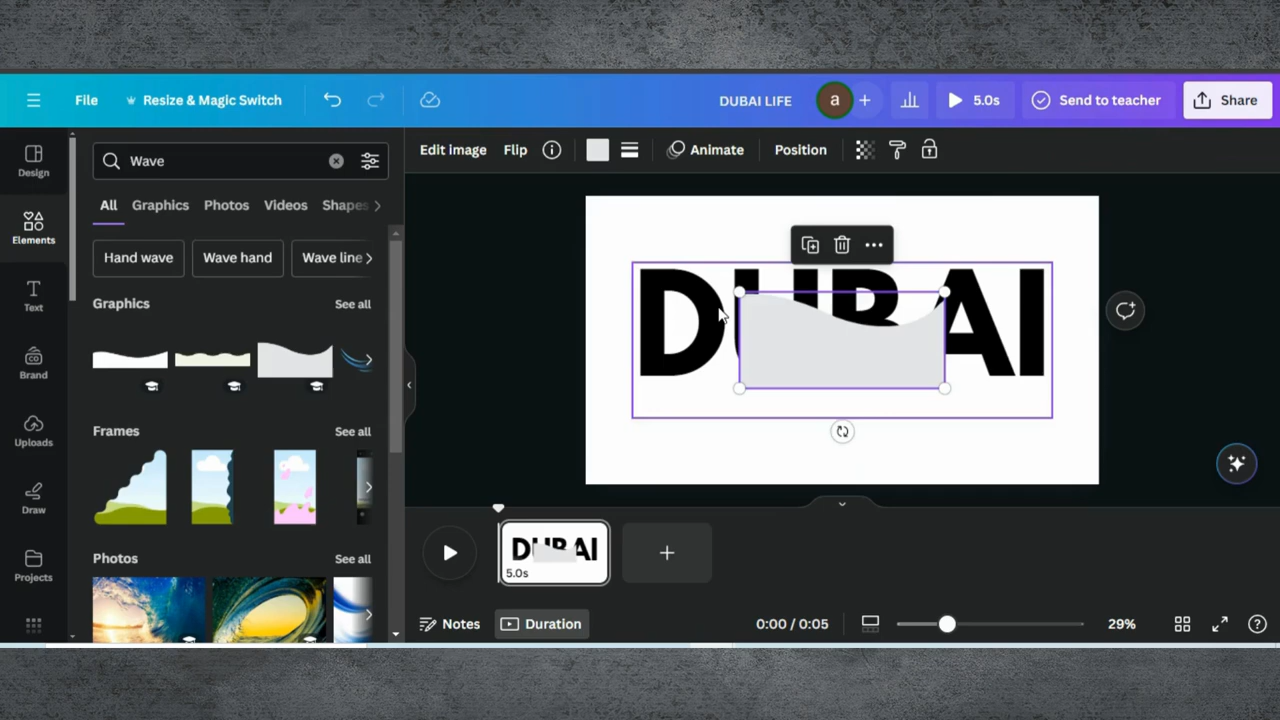 File
Resize & Magic Switch
DUBAI LIFE
a
5.0s
Send to teacher
Share
Design
Elements
Text
Brand
CO
Uploads
Draw
Projects
Wave
All
Graphics
Photos
Videos
Shapes
Hand wave
Wave hand
Wave line
Graphics
See all
Frames
See all
Photos
See all
Edit image
Flip
Animate
Position
DUBAI
DUBAI
5.0s
Notes
Duration
0:00 / 0:05
29%